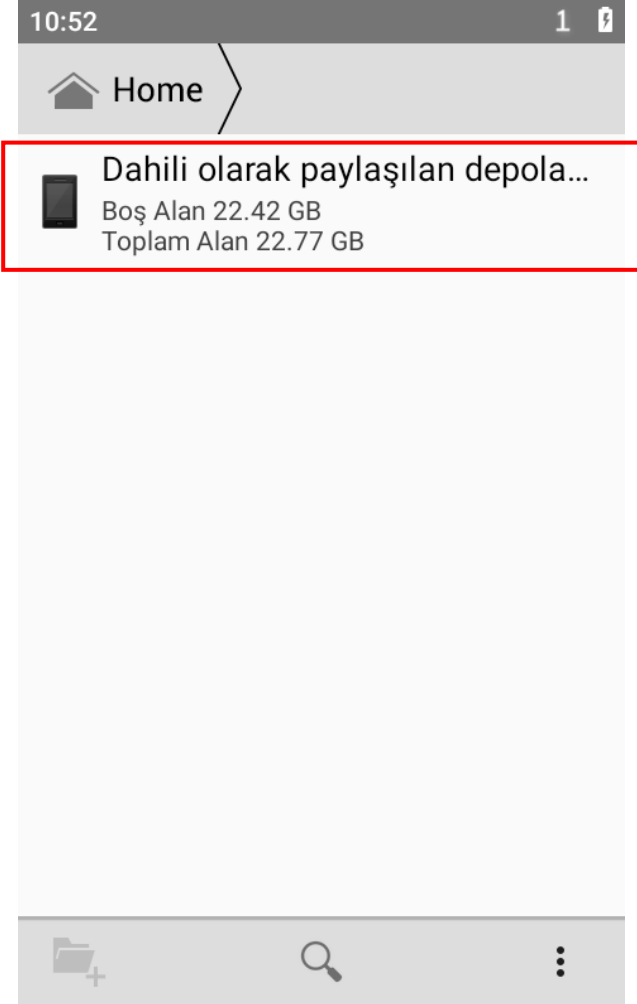 10:52 1
Home
Dahili olarak paylaşılan depola...
Boş Alan 22.42 GB
Toplam Alan 22.77 GB